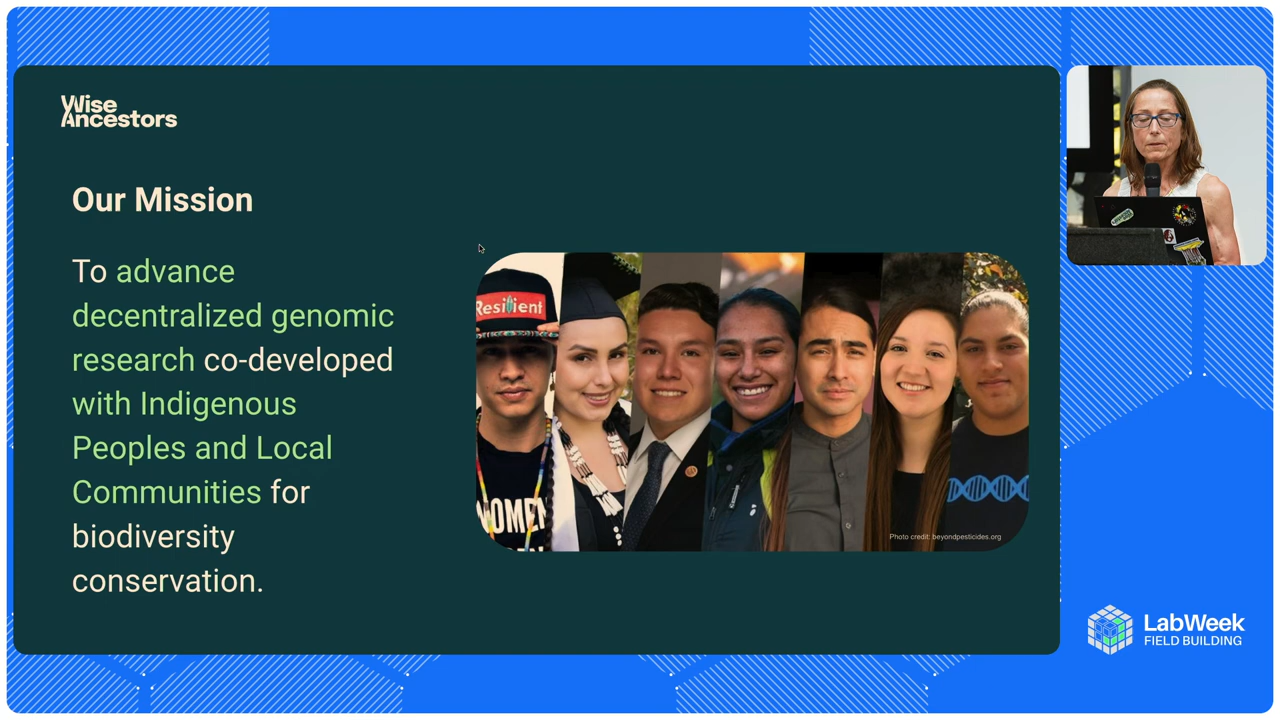 Wise
Ancestors
Our Mission
To advance
decentralized genomic
research co-developed
with Indigenous
Peoples and Local
Communities for
biodiversity
conservation.
Resilient
Photo credit: beyondpesticides.org
LabWeek
FIELD BUILDING